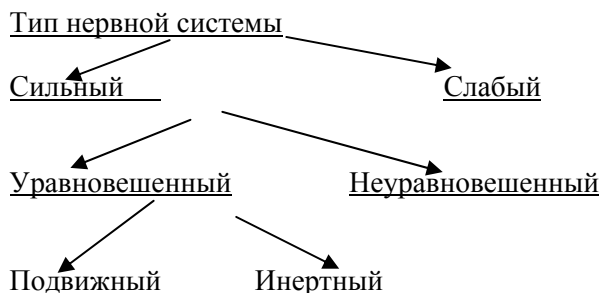 Тип нервной системы
Сильный Слабый
Уравновешенный Неуравновешенный
Подвижный Инертный